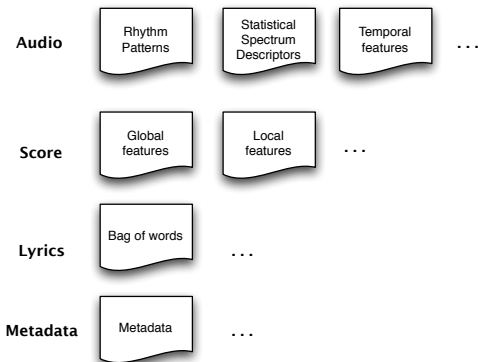 Audio
Rhythm
Patterns
Statistical
Spectrum
Descriptors
Temporal
features
...
Score
Global
features
Local
features
...
Lyrics
Bag of words
...
Metadata
Metadata
...